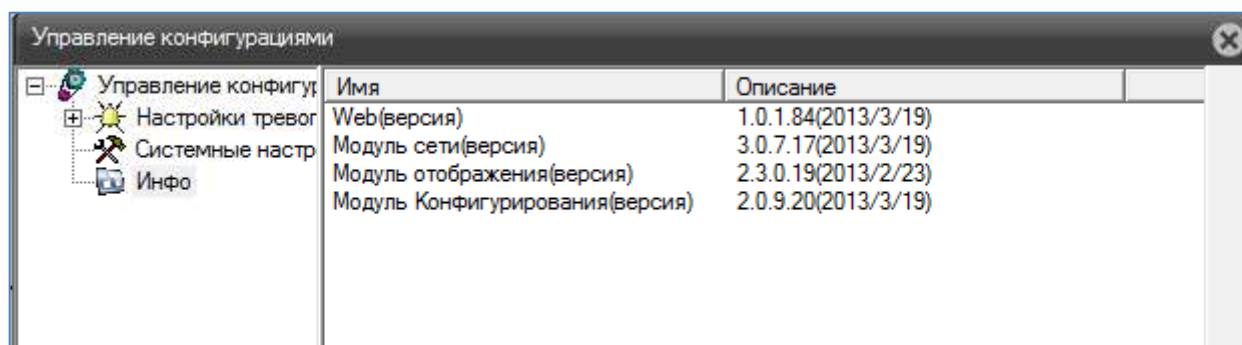 Управление конфигурациями
Управление конфигур
Настройки тревог
Системные настр
Инфо
Имя Описание
Web(версия) 1.0.1.84(2013/3/19)
Модуль сети(версия) 3.0.7.17(2013/3/19)
Модуль отображения(версия) 2.3.0.19(2013/2/23)
Модуль Конфигурирования(версия) 2.0.9.20(2013/3/19)